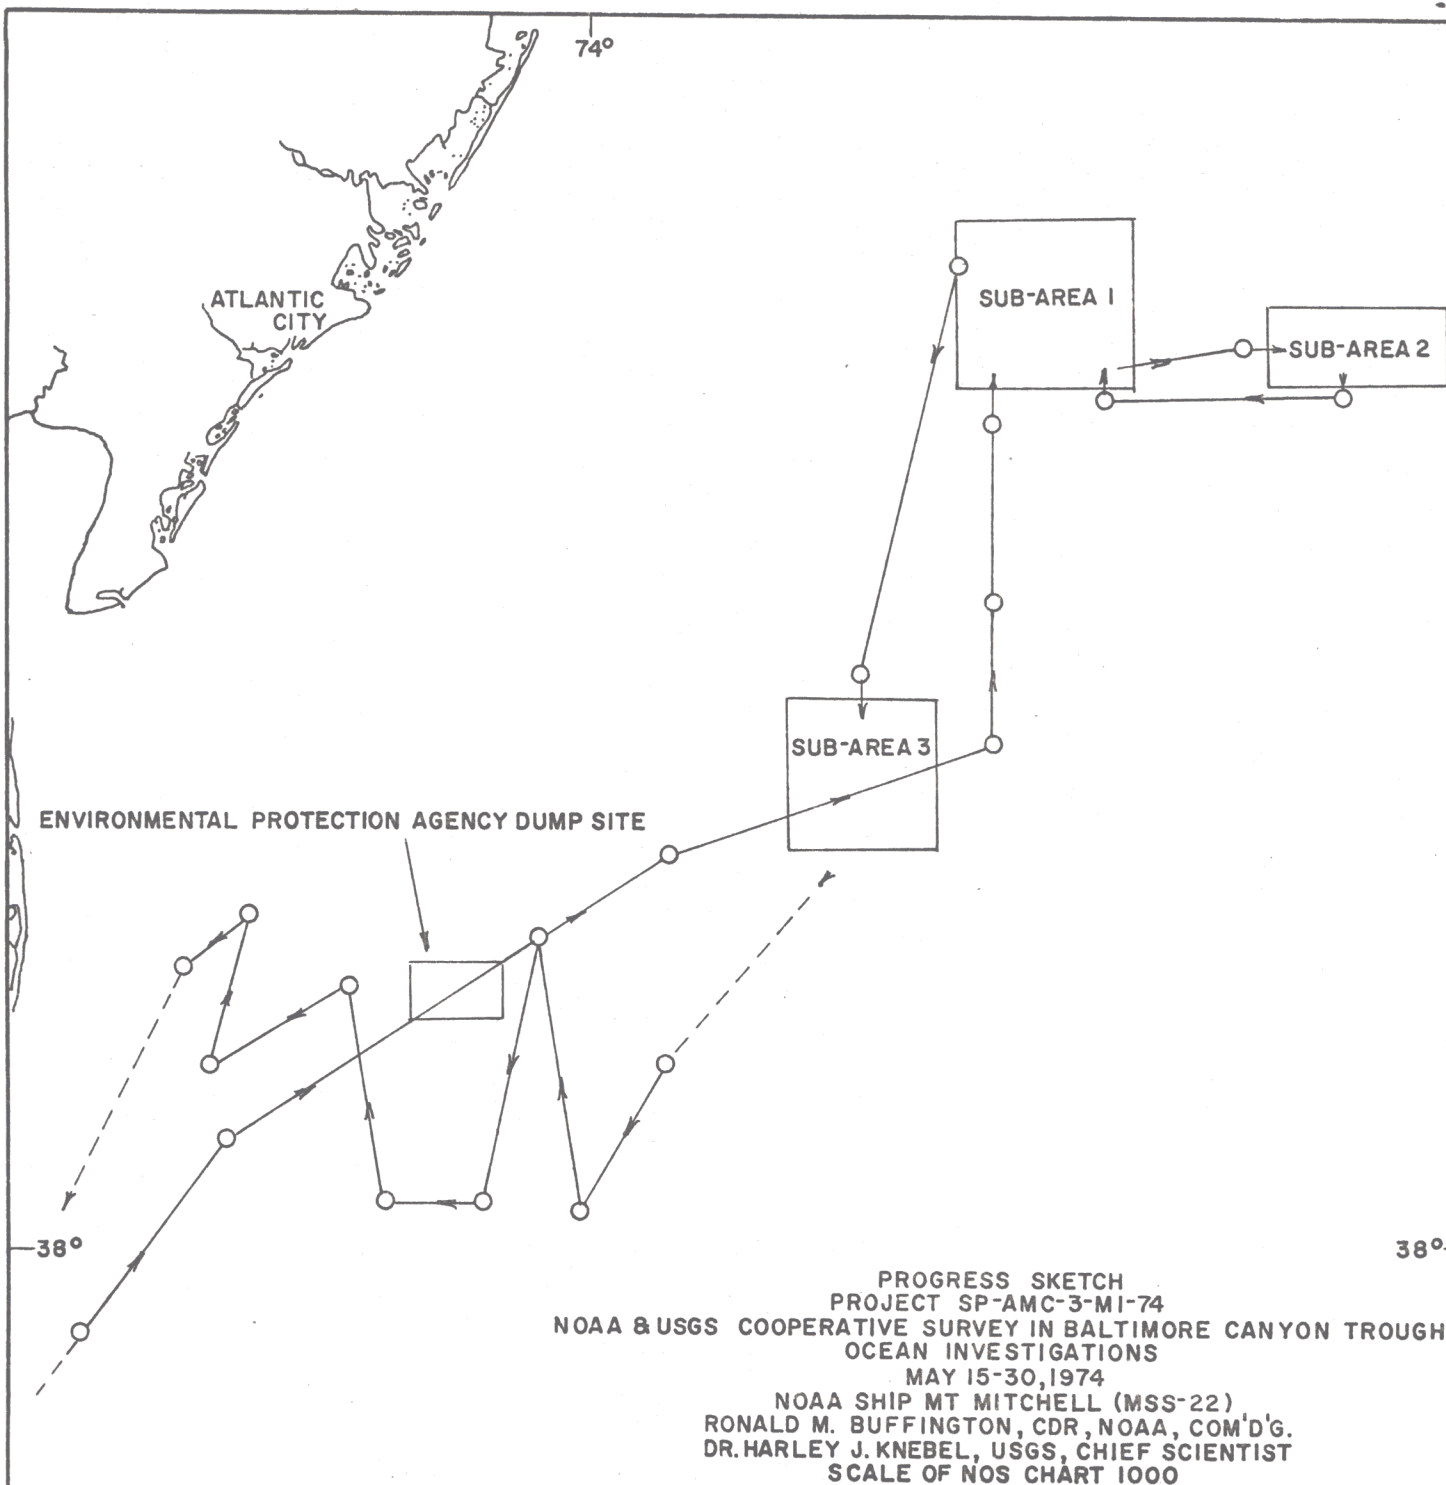 74°
ATLANTIC
CITY
SUB-AREA 1
SUB-AREA 2
SUB-AREA 3
ENVIRONMENTAL PROTECTION AGENCY DUMP SITE
38°
38°
PROGRESS SKETCH
PROJECT SP-AMC-3-MI-74
NOAA & USGS COOPERATIVE SURVEY IN BALTIMORE CANYON TROUGH
OCEAN INVESTIGATIONS
MAY 15-30, 1974
NOAA SHIP MT MITCHELL (MSS-22)
RONALD M. BUFFINGTON, CDR, NOAA, COM'D'G.
DR. HARLEY J. KNEBEL, USGS, CHIEF SCIENTIST
SCALE OF NOS CHART 1000